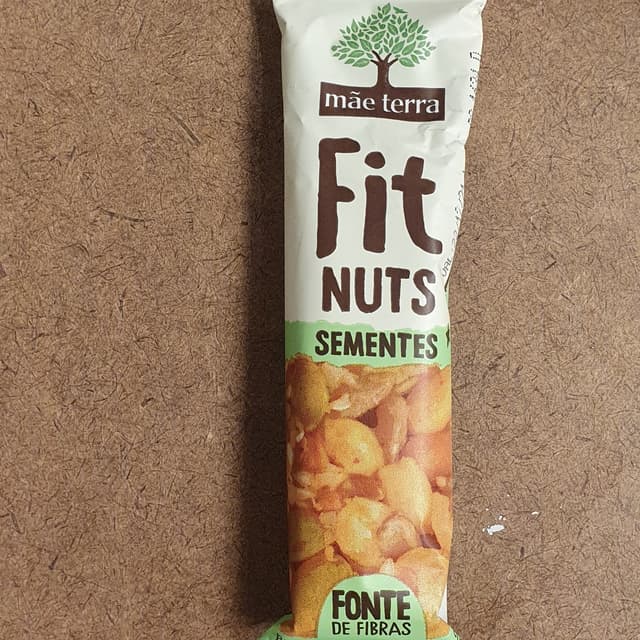 mãe terra
Fit
NUTS
SEMENTES
FONTE
DE FIBRAS